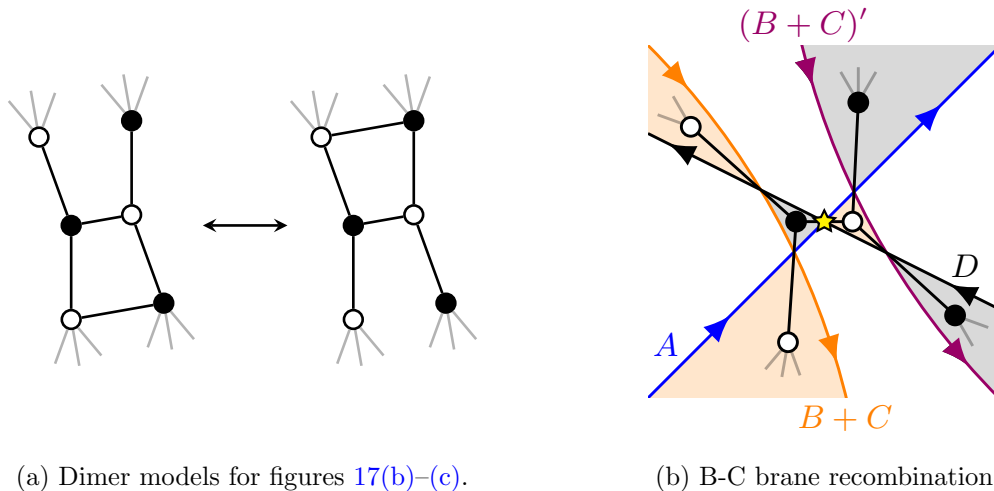 (B + C)′
D
A
B + C
(a) Dimer models for figures 17(b)–(c).
(b) B-C brane recombination